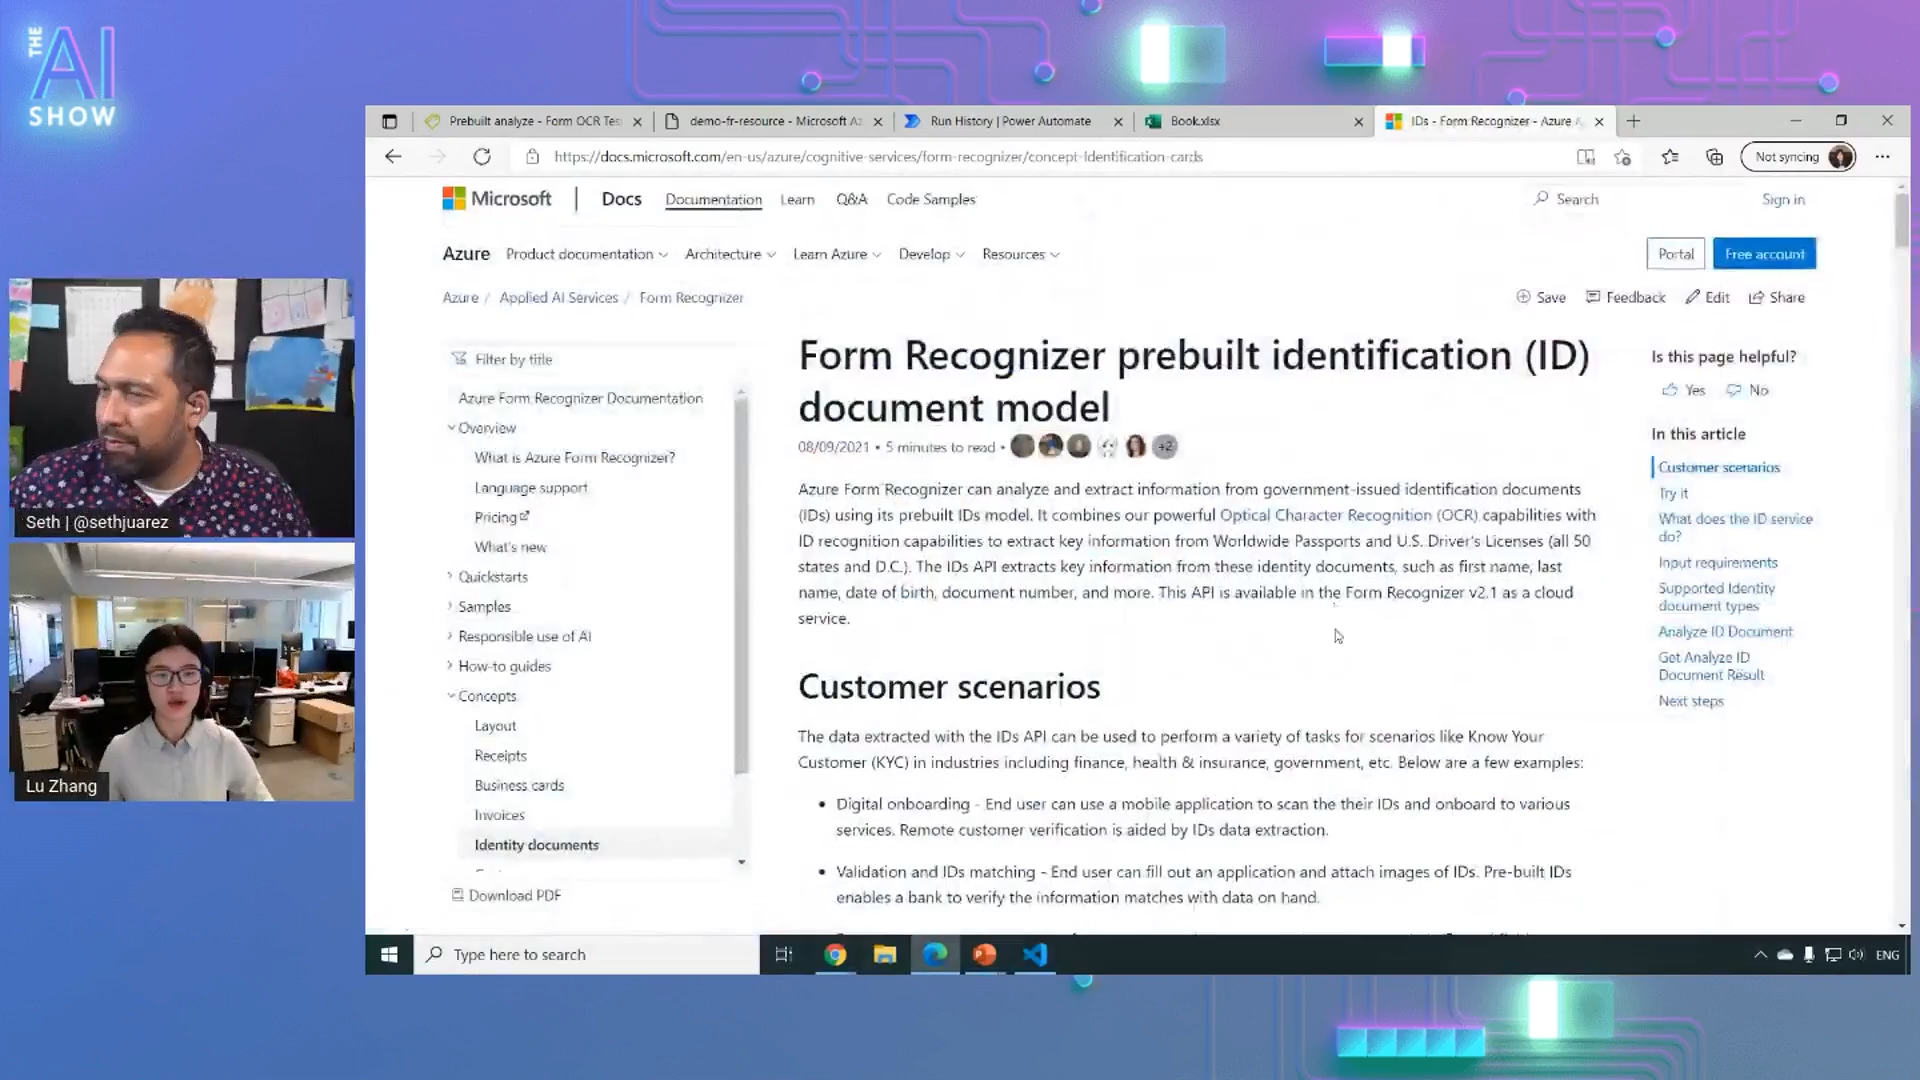 THE
AI
SHOW
Prebuilt analyze - Form OCR Tes
demo-fr-resource - Microsoft Az
Run History | Power Automate
Book.xlsx
IDs - Form Recognizer - Azure A
https://docs.microsoft.com/en-us/azure/cognitive-services/form-recognizer/concept-identification-cards
Not syncing
Microsoft
Docs
Documentation
Learn
Q&A
Code Samples
Search
Sign in
Azure
Product documentation
Architecture
Learn Azure
Develop
Resources
Portal
Free account
Azure / Applied AI Services / Form Recognizer
Save
Feedback
Edit
Share
Filter by title
Azure Form Recognizer Documentation
Overview
What is Azure Form Recognizer?
Language support
Pricing
What's new
Quickstarts
Samples
Responsible use of AI
How-to guides
Concepts
Layout
Receipts
Business cards
Invoices
Identity documents
Download PDF
Form Recognizer prebuilt identification (ID)
document model
08/09/2021 • 5 minutes to read •
+2
Azure Form Recognizer can analyze and extract information from government-issued identification documents
(IDs) using its prebuilt IDs model. It combines our powerful Optical Character Recognition (OCR) capabilities with
ID recognition capabilities to extract key information from Worldwide Passports and U.S. Driver's Licenses (all 50
states and D.C.). The IDs API extracts key information from these identity documents, such as first name, last
name, date of birth, document number, and more. This API is available in the Form Recognizer v2.1 as a cloud
service.
Customer scenarios
The data extracted with the IDs API can be used to perform a variety of tasks for scenarios like Know Your
Customer (KYC) in industries including finance, health & insurance, government, etc. Below are a few examples:
• Digital onboarding - End user can use a mobile application to scan the their IDs and onboard to various
services. Remote customer verification is aided by IDs data extraction.
• Validation and IDs matching - End user can fill out an application and attach images of IDs. Pre-built IDs
enables a bank to verify the information matches with data on hand.
Is this page helpful?
Yes
No
In this article
Customer scenarios
Try it
What does the ID service
do?
Input requirements
Supported Identity
document types
Analyze ID Document
Get Analyze ID
Document Result
Next steps
Seth | @sethjuarez
Lu Zhang
Type here to search
ENG